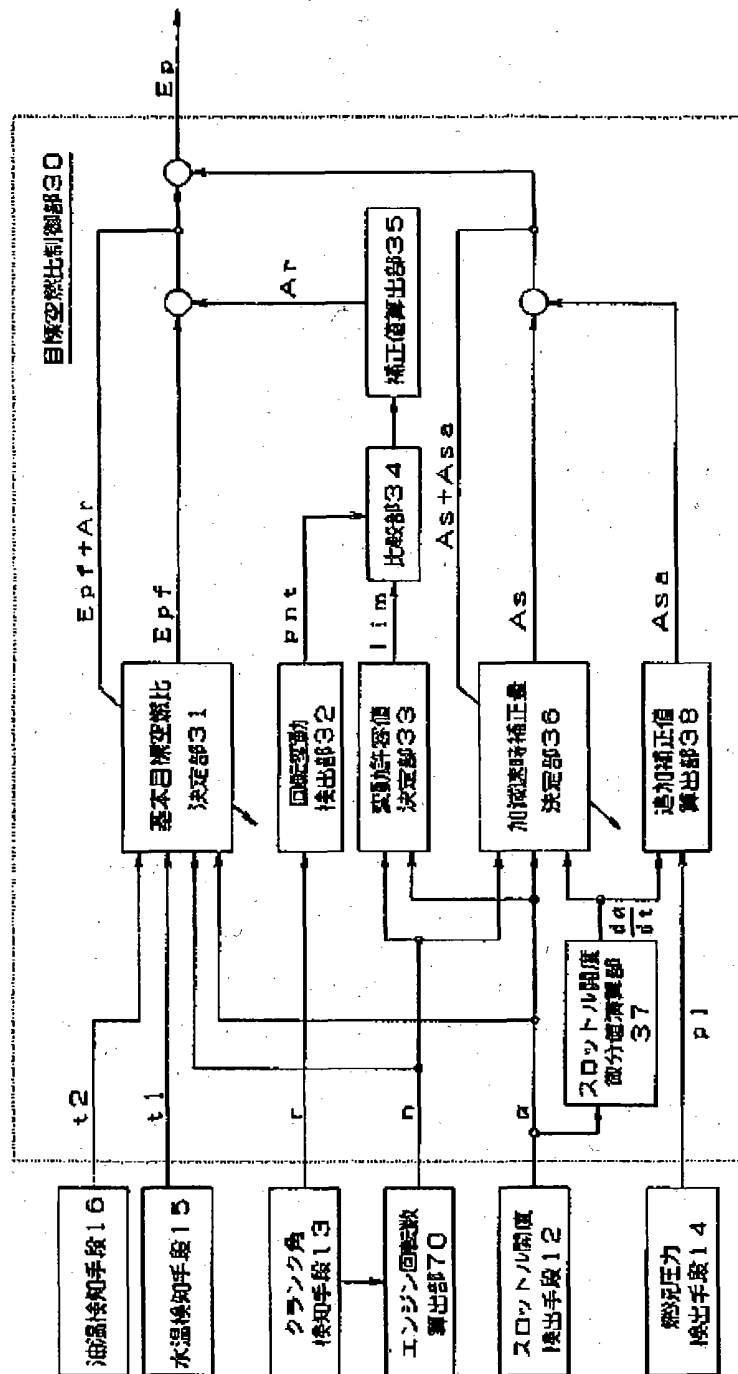 目標空燃比制御部30
油温検知手段16
水温検知手段15
クランク角
検知手段13
エンジン回転数
算出部70
スロットル開度
検出手段12
燃焼圧力
検出手段14
t2
t1
r
n
α
p1
基本目標空燃比
決定部31
回転変動
検出部32
変動許容値
決定部33
加減速時補正量
決定部36
スロットル開度
微分値演算部
37
dα
dt
追加補正値
算出部38
Epf+Ar
Epf
pnt
lim
比較部34
補正値算出部35
Ar
As+Asa
As
Asa
Ep